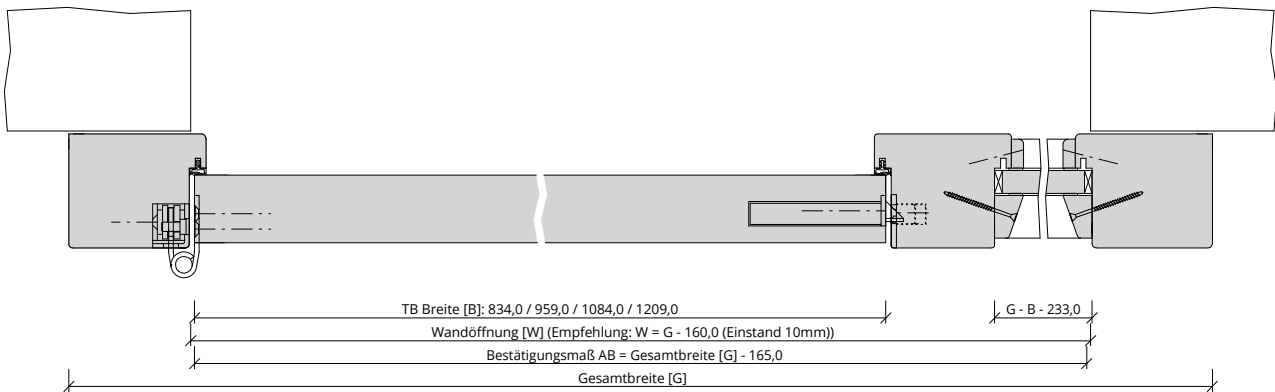 TB Breite [B]: 834,0 / 959,0 / 1084,0 / 1209,0
G - B - 233,0
Wandöffnung [W] (Empfehlung: W = G - 160,0 (Einstand 10mm))
Bestätigungsmaß AB = Gesamtbreite [G] - 165,0
Gesamtbreite [G]